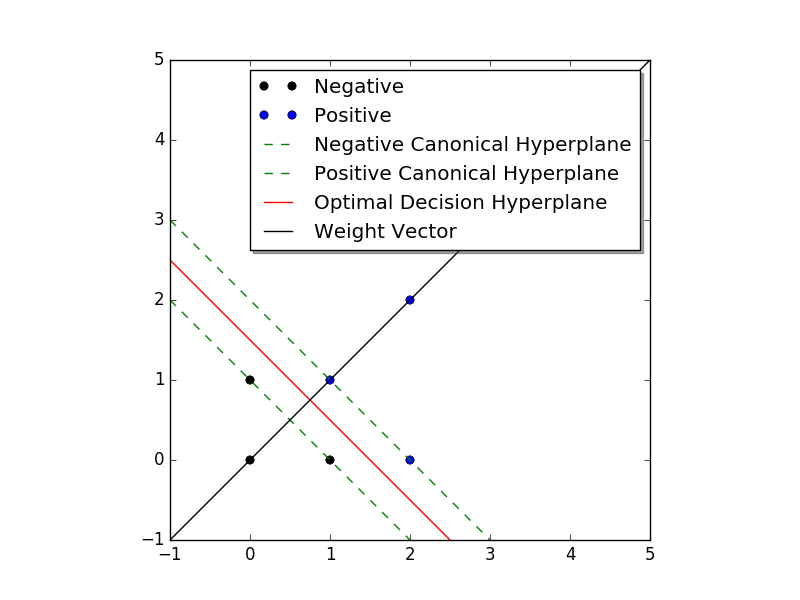 5
4
3
2
1
0
−1
−1 0 1 2 3 4 5
Negative
Positive
Negative Canonical Hyperplane
Positive Canonical Hyperplane
Optimal Decision Hyperplane
Weight Vector